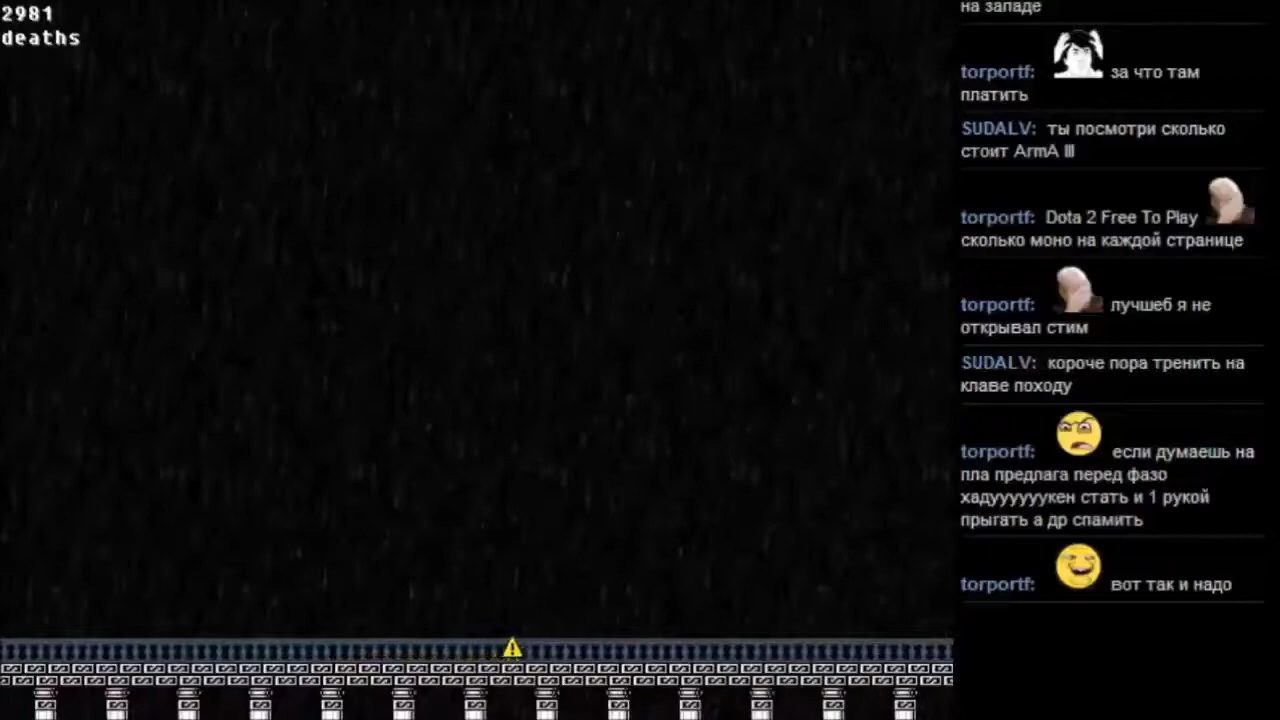 2981
deaths
на западе
torportf: за что там
платить
SUDALV: ты посмотри сколько
стоит ArmA III
torportf: Dota 2 Free To Play
сколько моно на каждой странице
torportf: лучшеб я не
открывал стим
SUDALV: короче пора тренить на
клаве походу
torportf: если думаешь на
пла предлага перед фазо
хадууууууукен стать и 1 рукой
прыгать а др спамить
torportf: вот так и надо